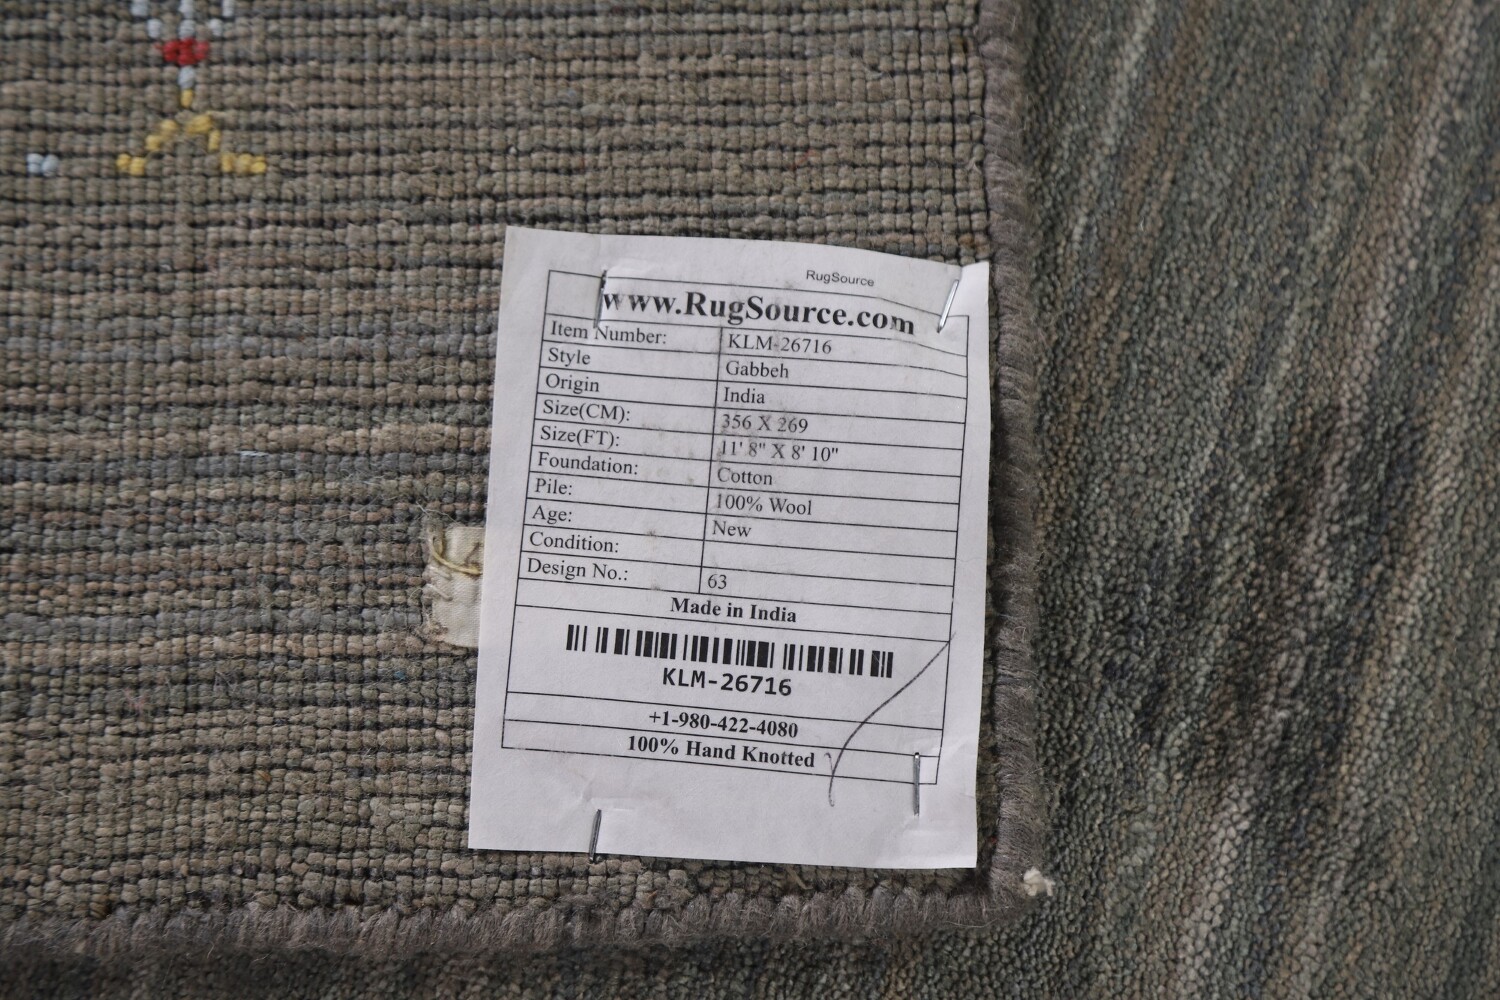 RugSource
www.RugSource.com
Item Number: KLM-26716
Style Gabbeh
Origin India
Size(CM): 356 X 269
Size(FT): 11' 8" X 8' 10"
Foundation: Cotton
Pile: 100% Wool
Age: New
Condition:
Design No.: 63
Made in India
KLM-26716
+1-980-422-4080
100% Hand Knotted